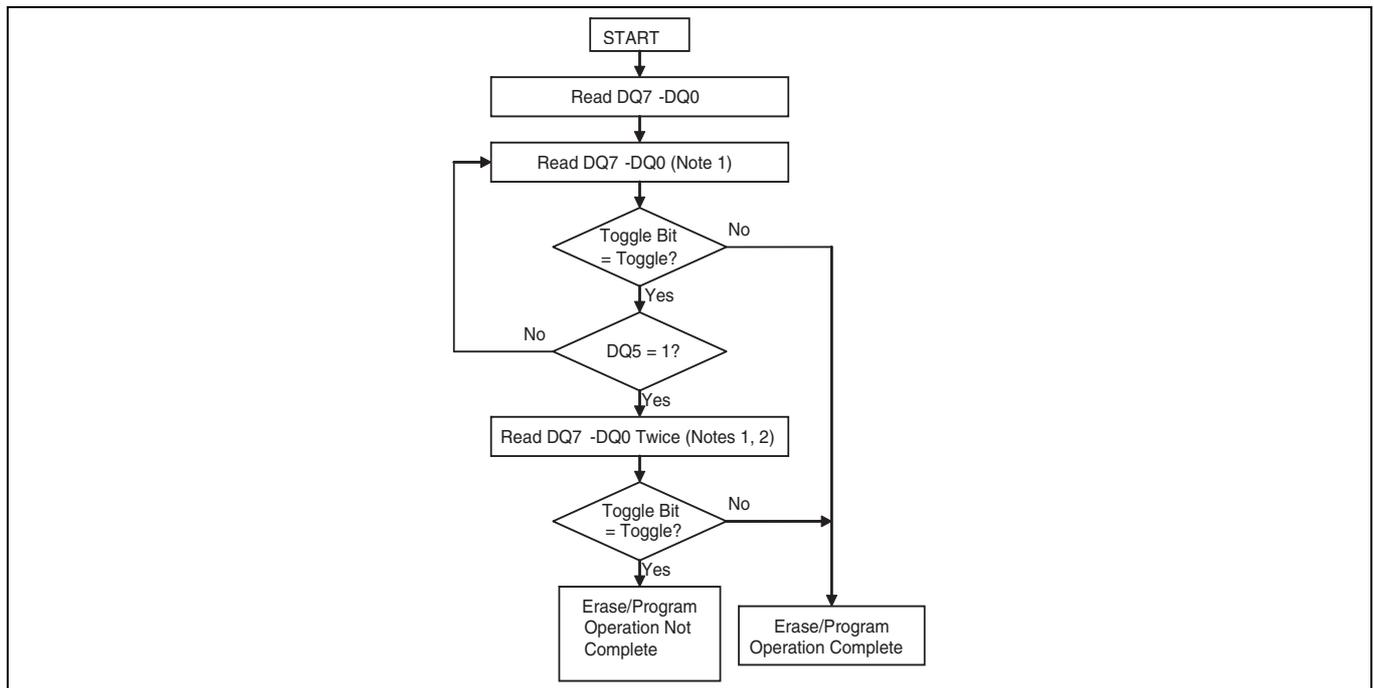 START
Read DQ7 -DQ0
Read DQ7 -DQ0 (Note 1)
Toggle Bit
= Toggle?
No
Yes
DQ5 = 1?
No
Yes
Read DQ7 -DQ0 Twice (Notes 1, 2)
Toggle Bit
= Toggle?
No
Yes
Erase/Program
Operation Not
Complete
Erase/Program
Operation Complete